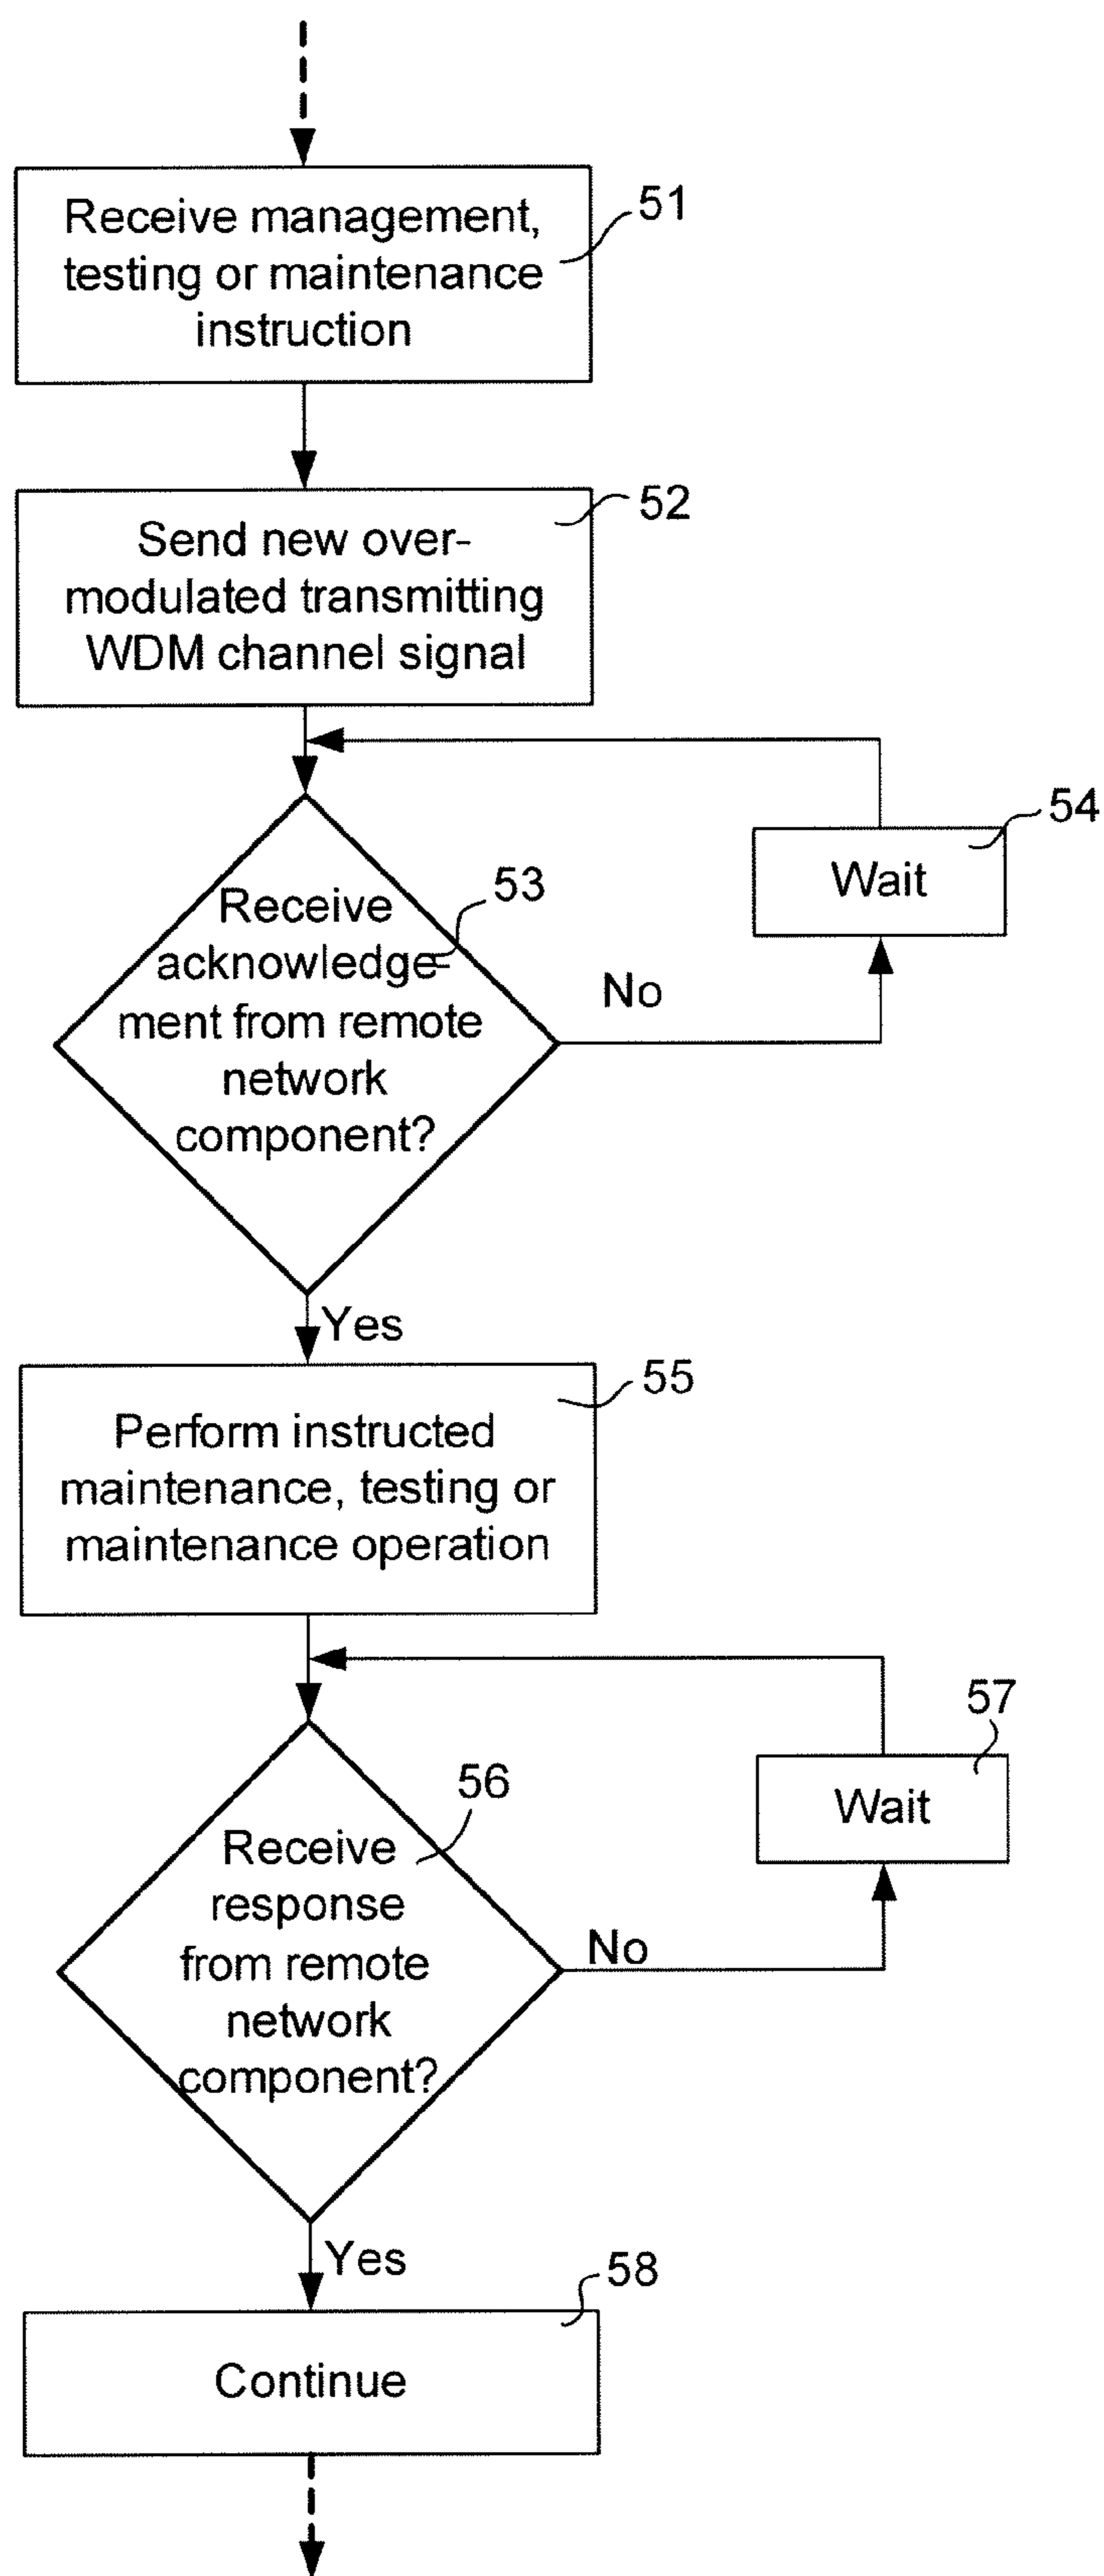 Receive management,
testing or maintenance
instruction
51
Send new over-
modulated transmitting
WDM channel signal
52
Receive
acknowledge-
ment from remote
network
component?
53
No
Wait
54
Yes
Perform instructed
maintenance, testing or
maintenance operation
55
Receive
response
from remote
network
component?
56
No
Wait
57
Yes
Continue
58